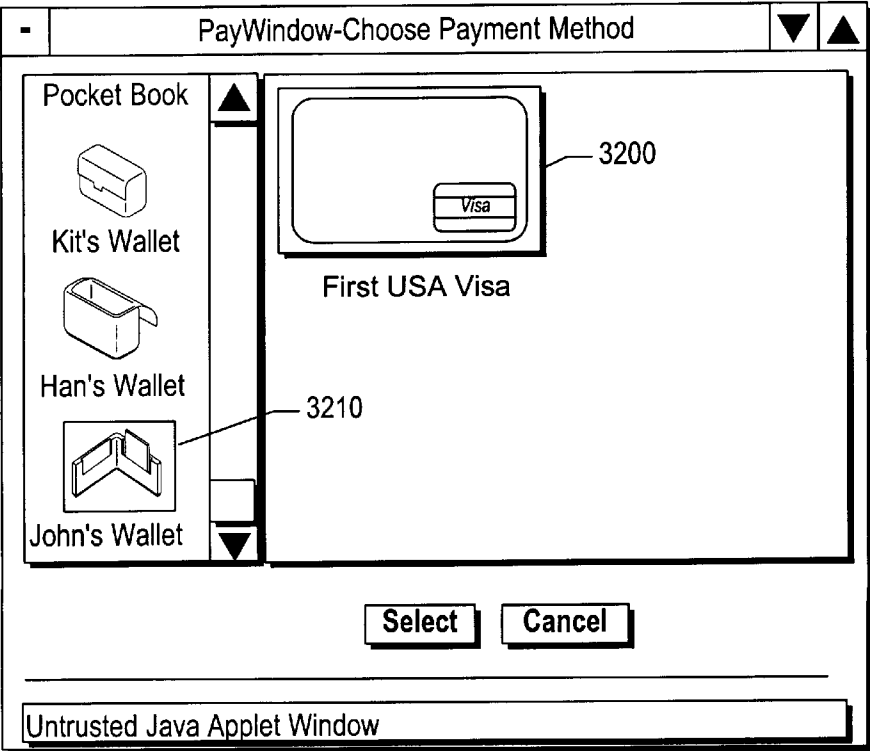 PayWindow-Choose Payment Method
Pocket Book
Kit's Wallet
Han's Wallet
John's Wallet
Visa
3200
First USA Visa
3210
Select
Cancel
Untrusted Java Applet Window